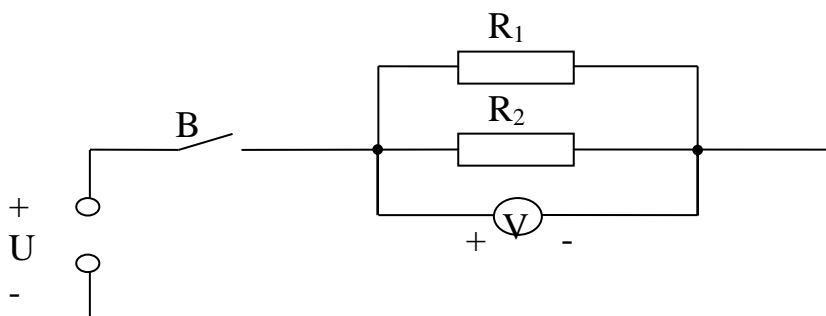 R₁
R₂
B
+
U
-
V
+ -